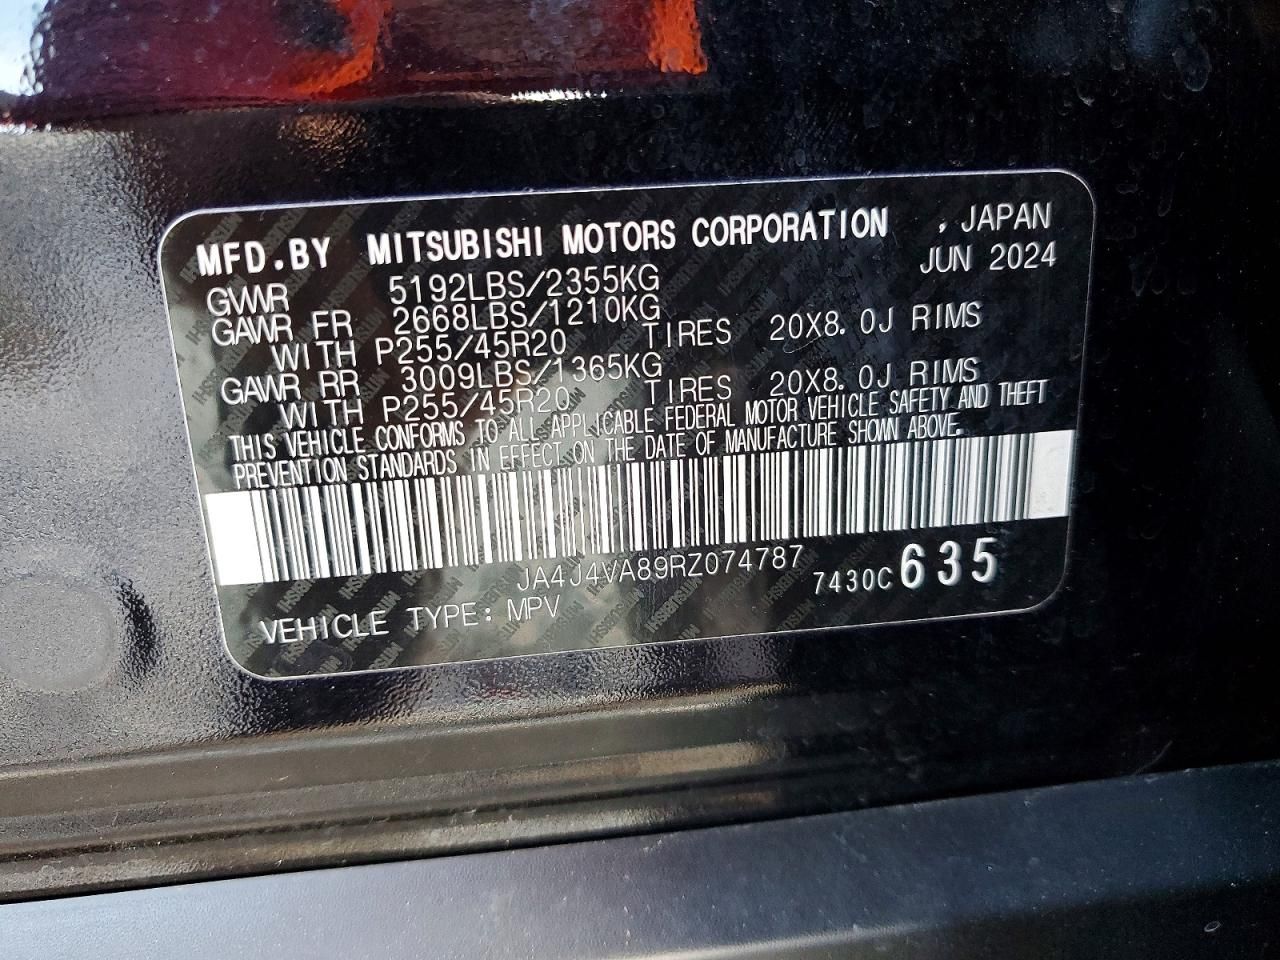 MFD.BY MITSUBISHI MOTORS CORPORATION , JAPAN
JUN 2024
GVWR 5192LBS/2355KG
GAWR FR 2668LBS/1210KG
WITH P255/45R20 TIRES 20X8.0J RIMS
GAWR RR 3009LBS/1365KG
WITH P255/45R20 TIRES 20X8.0J RIMS
THIS VEHICLE CONFORMS TO ALL APPLICABLE FEDERAL MOTOR VEHICLE SAFETY AND THEFT
PREVENTION STANDARDS IN EFFECT ON THE DATE OF MANUFACTURE SHOWN ABOVE.
JA4J4VA89RZ074787 7430C 635
VEHICLE TYPE: MPV